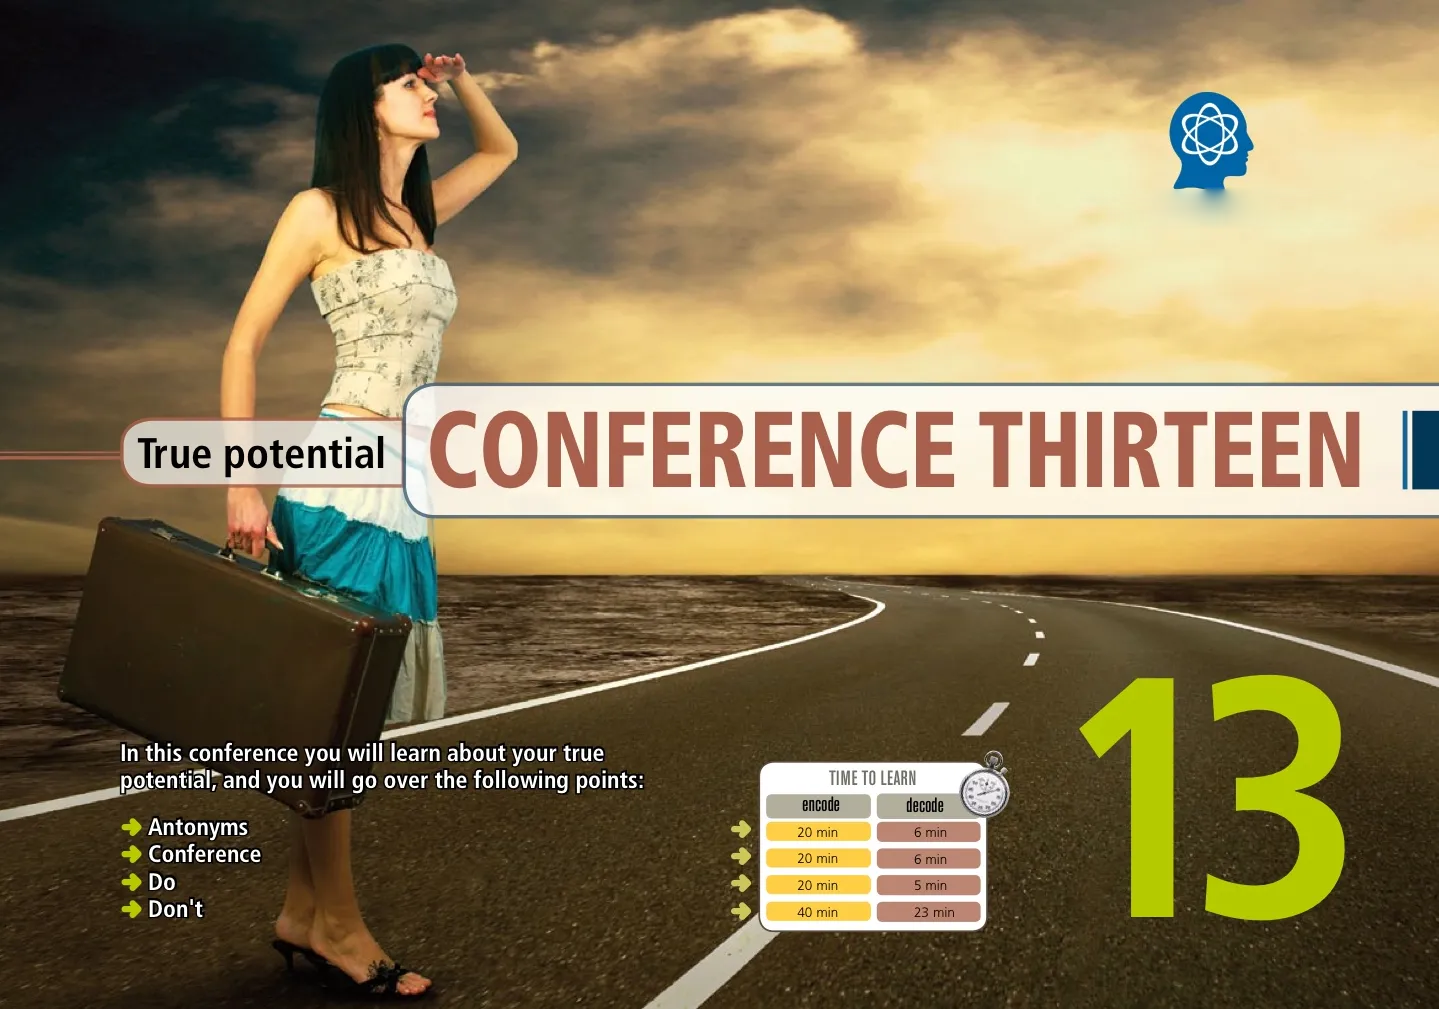 True potential
CONFERENCE THIRTEEN
In this conference you will learn about your true
potential, and you will go over the following points:
Antonyms
Conference
Do
Don't
TIME TO LEARN
encode decode
20 min 6 min
20 min 6 min
20 min 5 min
40 min 23 min
13